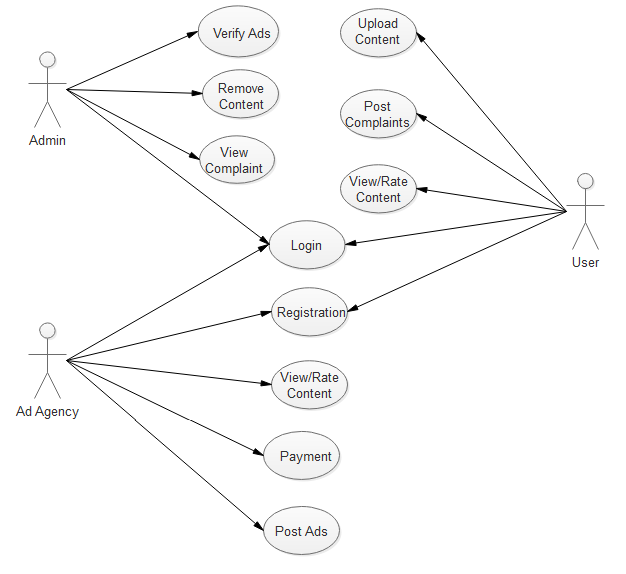 Upload
Content
Verify Ads
Remove
Content
Post
Complaints
Admin
View
Complaint
View/Rate
Content
Login
User
Registration
View/Rate
Content
Ad Agency
Payment
Post Ads